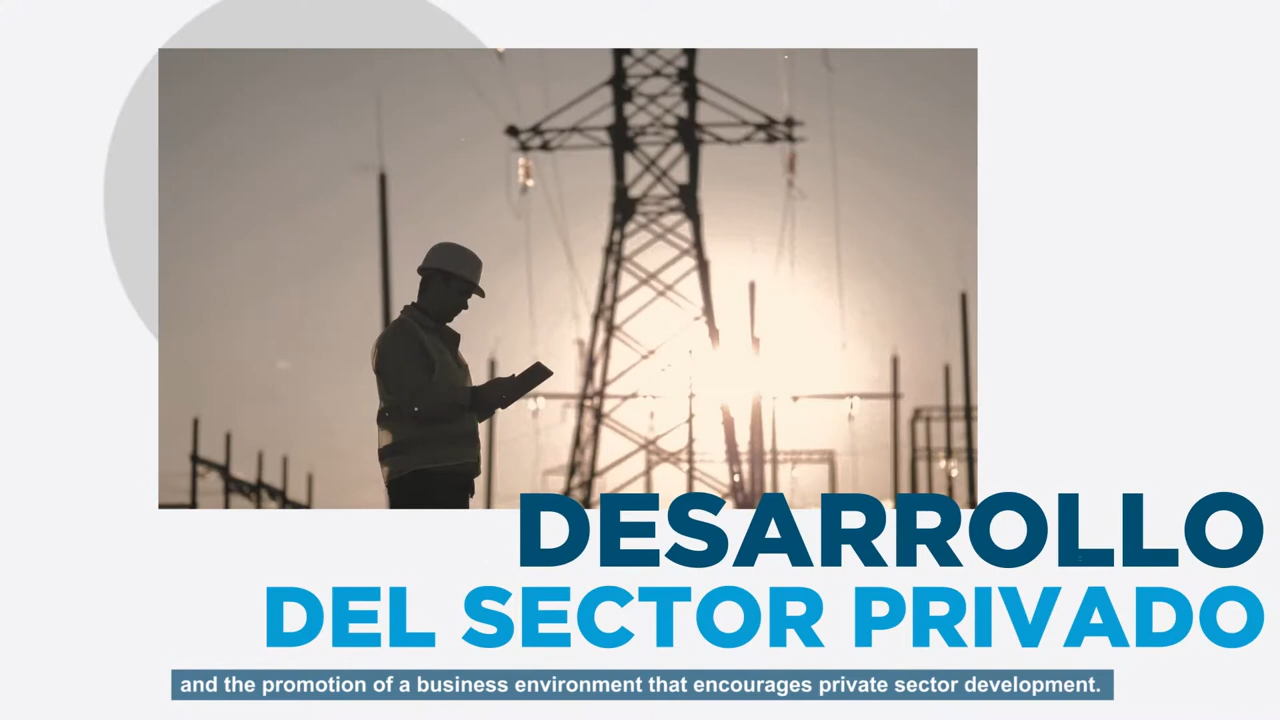 DESARROLLO
DEL SECTOR PRIVADO
and the promotion of a business environment that encourages private sector development.